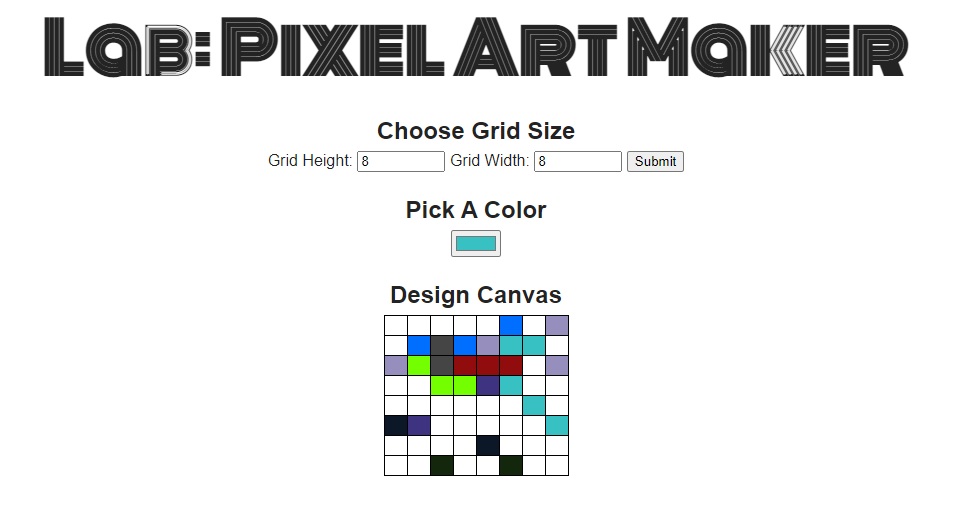 Lab: Pixel Art Maker
Choose Grid Size
Grid Height: 8 Grid Width: 8 Submit
Pick A Color
Design Canvas